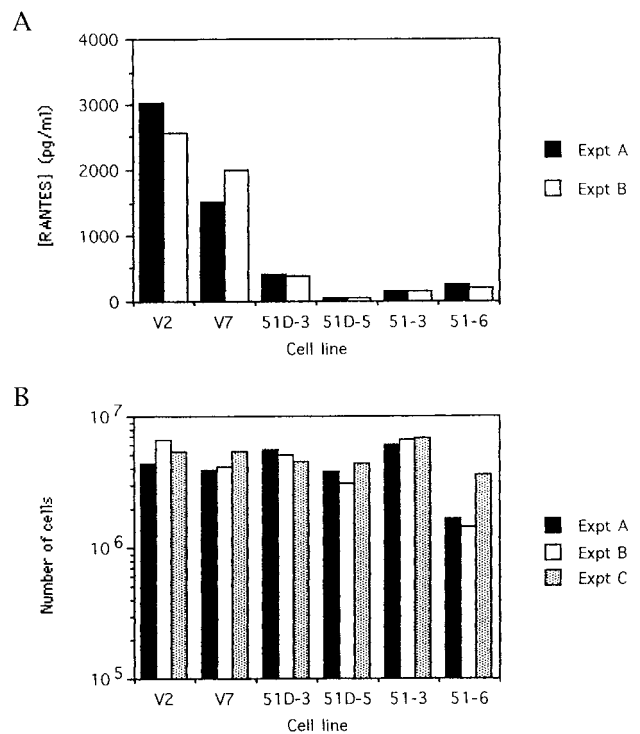 A
[RANTES] (pg/ml)
4000
3000
2000
1000
0
V2 V7 51D-3 51D-5 51-3 51-6
Cell line
Expt A
Expt B
B
Number of cells
10^7
10^6
10^5
V2 V7 51D-3 51D-5 51-3 51-6
Cell line
Expt A
Expt B
Expt C